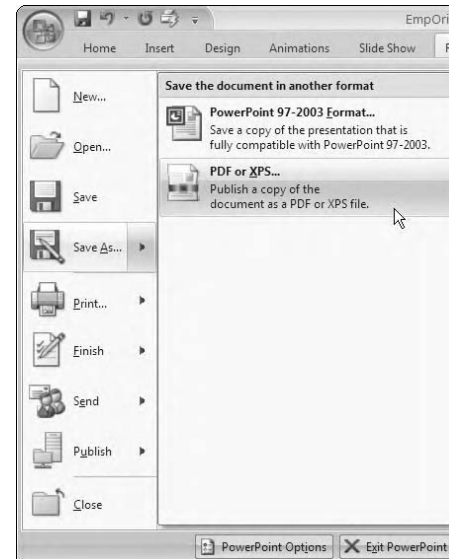 EmpOri
Home Insert Design Animations Slide Show
New...
Open...
Save
Save As...
Print...
Finish
Send
Publish
Close
Save the document in another format
PowerPoint 97-2003 Format...
Save a copy of the presentation that is
fully compatible with PowerPoint 97-2003.
PDF or XPS...
Publish a copy of the
document as a PDF or XPS file.
PowerPoint Options Exit PowerPoint